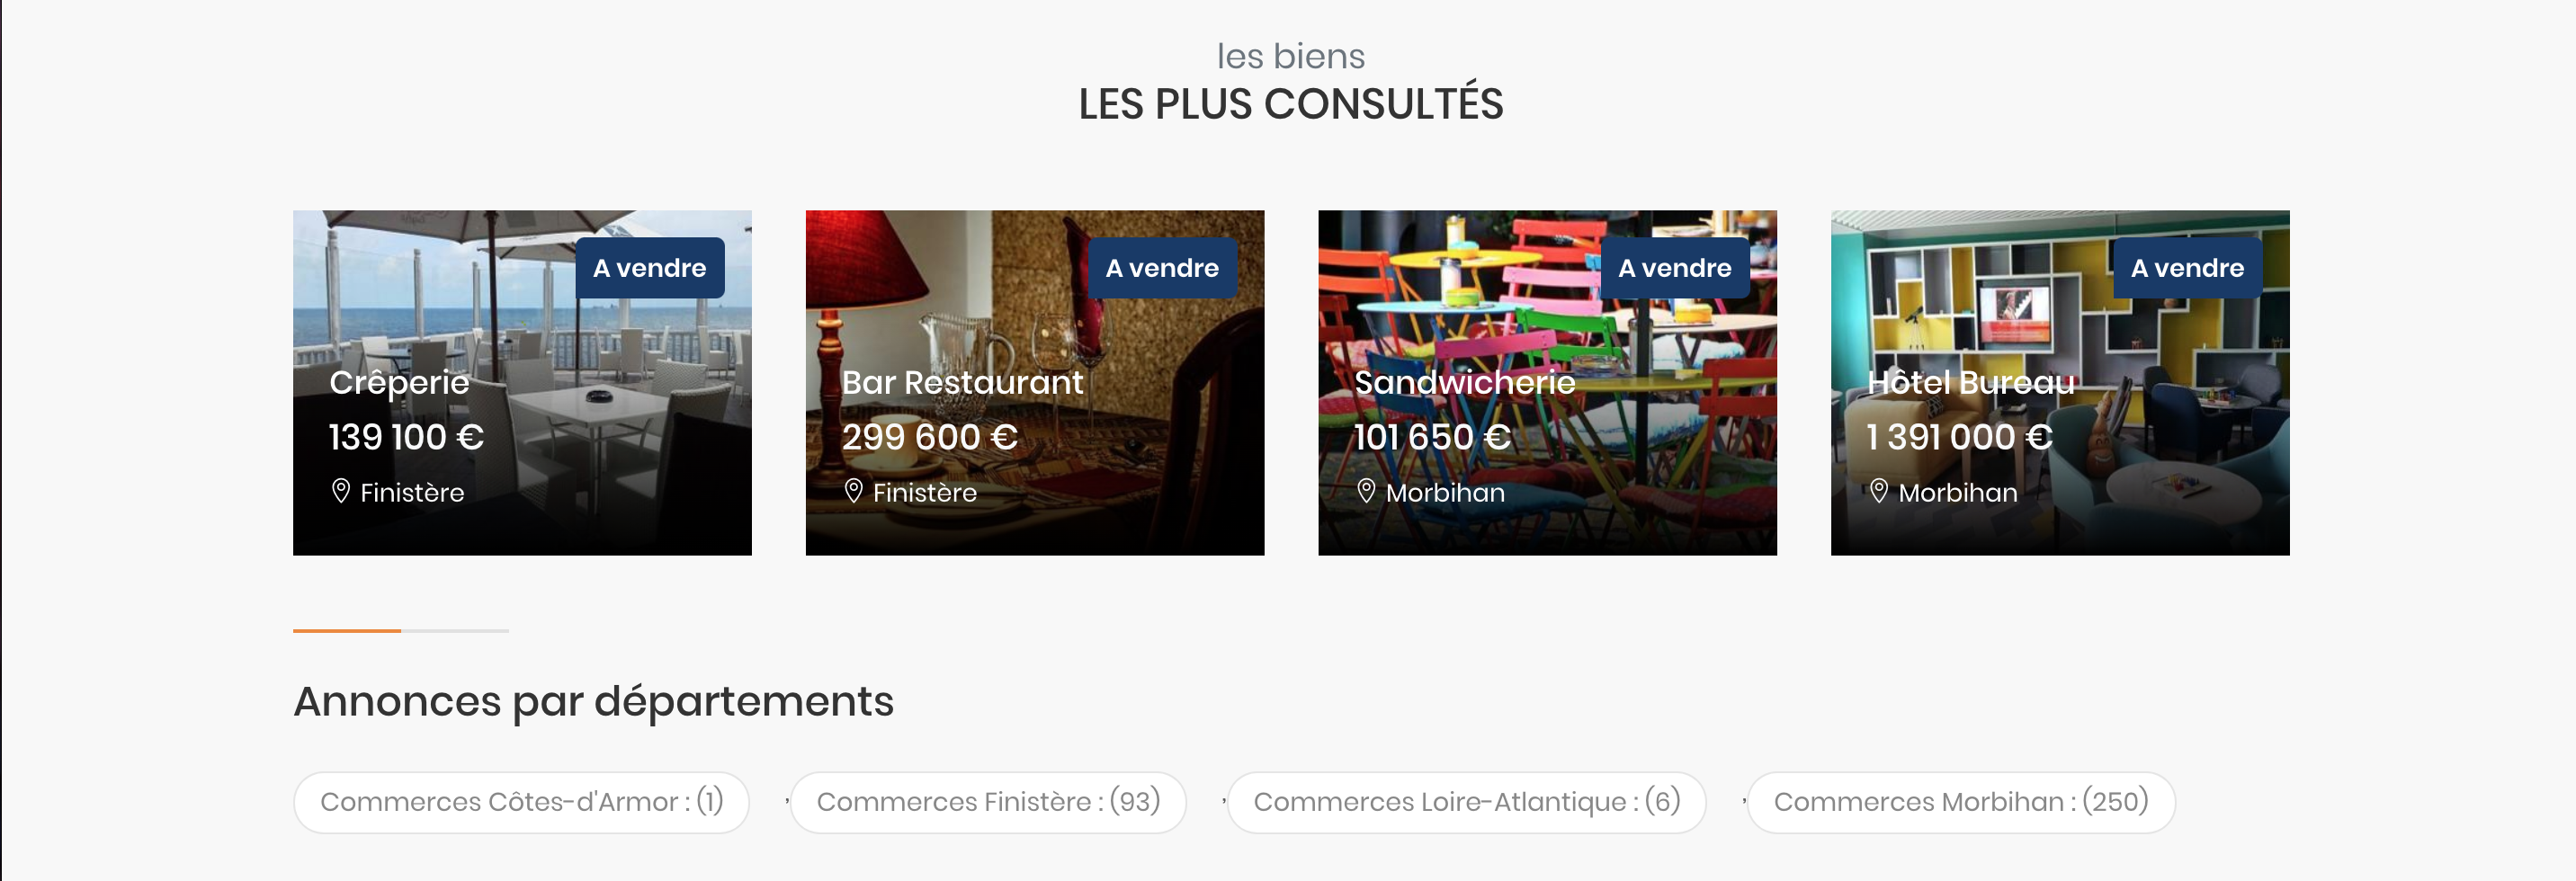 les biens
LES PLUS CONSULTÉS
A vendre
Crêperie
139 100 €
Finistère
A vendre
Bar Restaurant
299 600 €
Finistère
A vendre
Sandwicherie
101 650 €
Morbihan
A vendre
Hôtel Bureau
1 391 000 €
Morbihan
Annonces par départements
Commerces Côtes-d'Armor : (1) , Commerces Finistère : (93) , Commerces Loire-Atlantique : (6) , Commerces Morbihan : (250)